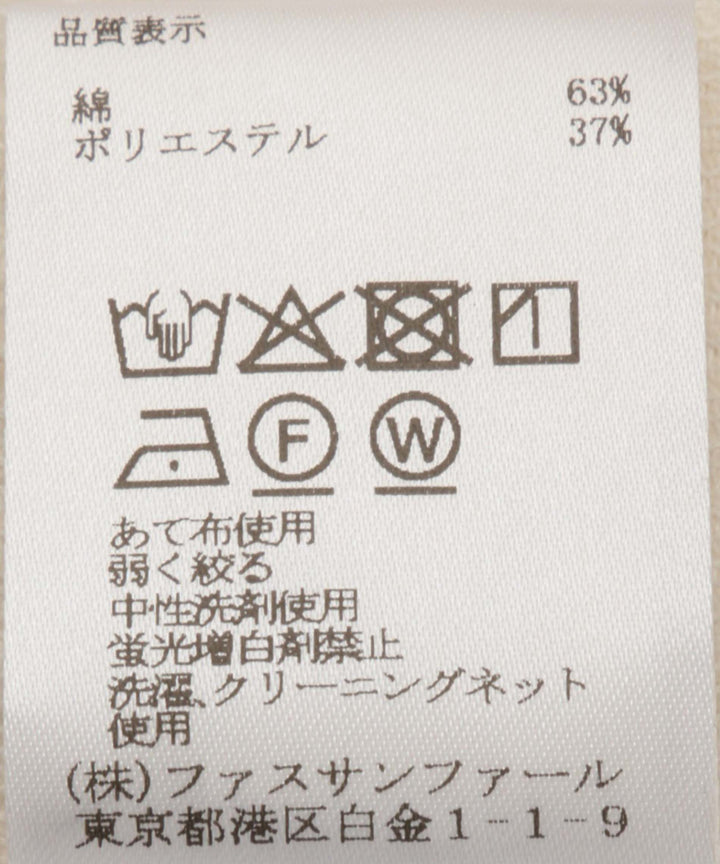 品質表示
綿 63%
ポリエステル 37%
F W
あて布使用
弱く絞る
中性洗剤使用
蛍光増白剤禁止
洗濯、クリーニングネット
使用
(株)ファスサンファール
東京都港区白金1-1-9